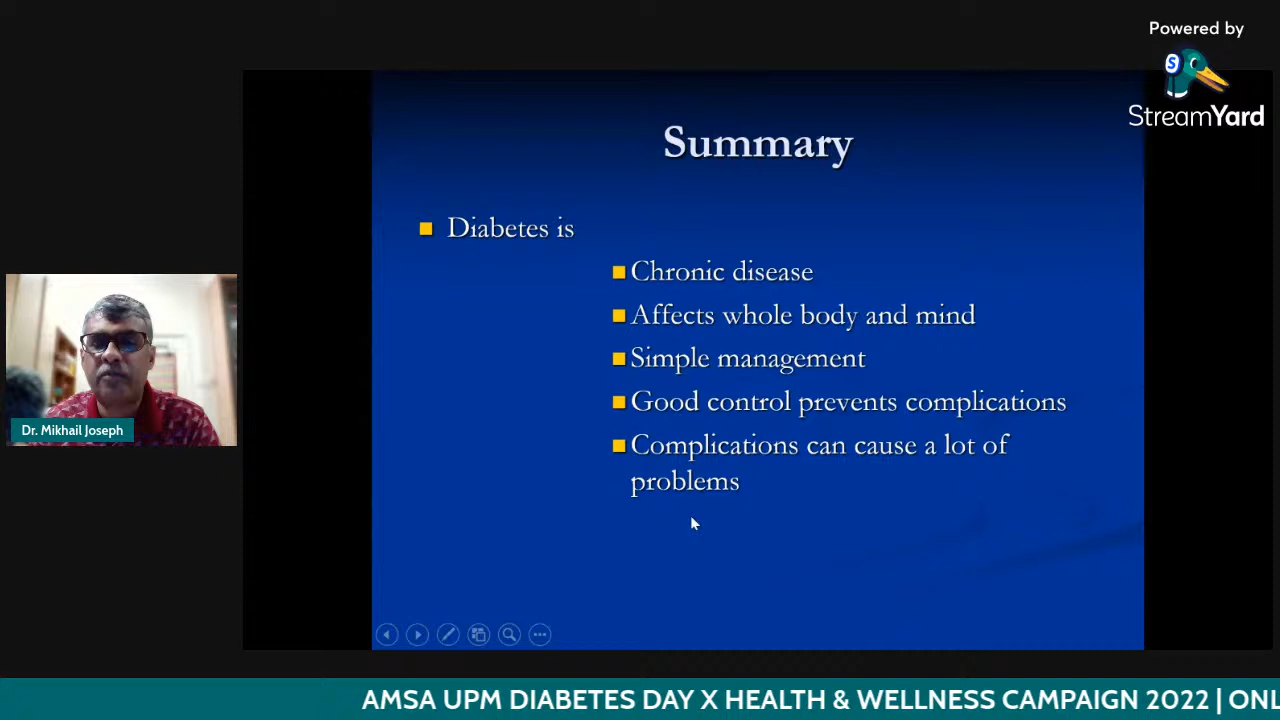 Powered by
StreamYard
Summary
Diabetes is
Chronic disease
Affects whole body and mind
Simple management
Good control prevents complications
Complications can cause a lot of
problems
Dr. Mikhail Joseph
AMSA UPM DIABETES DAY X HEALTH & WELLNESS CAMPAIGN 2022 | ONL